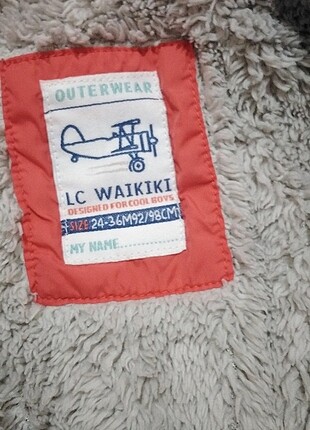 OUTERWEAR
LC WAIKIKI
DESIGNED FOR COOL BOYS
SIZE 24-36M 92/98CM
MY NAME...............